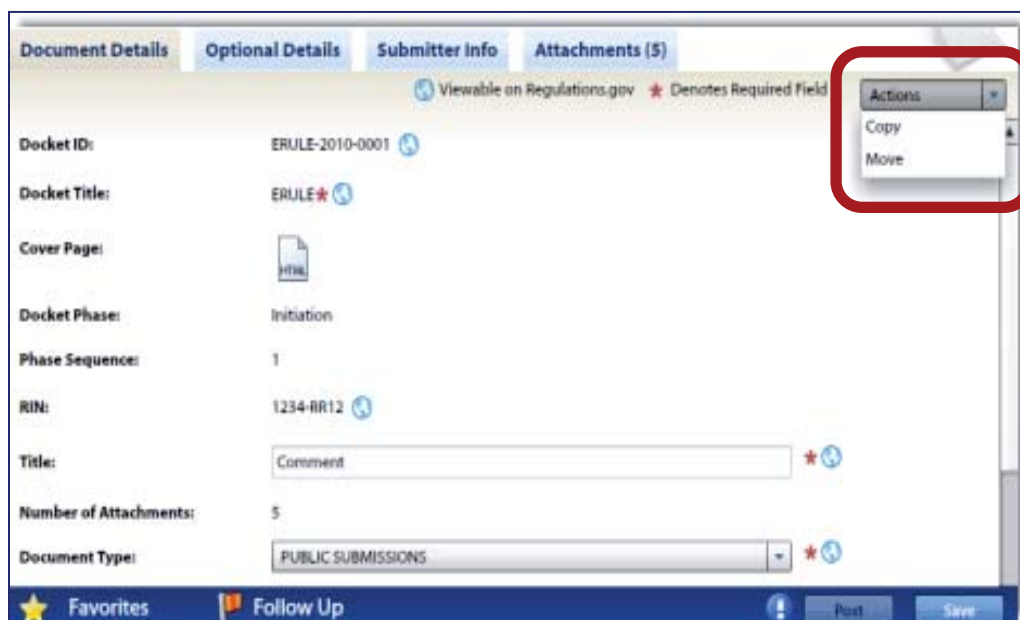 Document Details Optional Details Submitter Info Attachments (5)
Viewable on Regulations.gov * Denotes Required Field
Actions
Copy
Move
Docket ID: ERULE-2010-0001
Docket Title: ERULE*
Cover Page: HTML
Docket Phase: Initiation
Phase Sequence: 1
RIN: 1234-RR12
Title: Comment *
Number of Attachments: 5
Document Type: PUBLIC SUBMISSIONS *
Favorites Follow Up Post Save